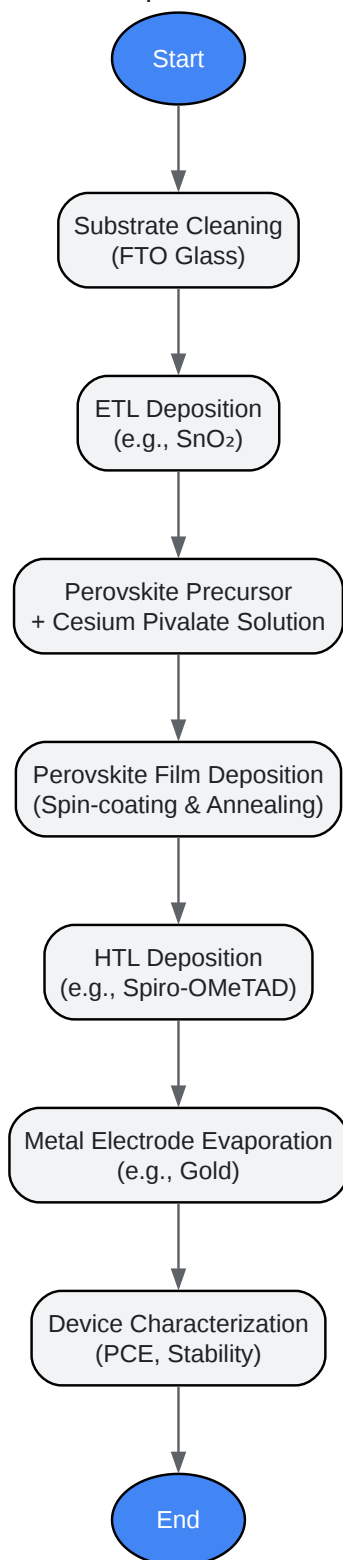 Start
Substrate Cleaning
(FTO Glass)
ETL Deposition
(e.g., SnO₂)
Perovskite Precursor
+ Cesium Pivalate Solution
Perovskite Film Deposition
(Spin-coating & Annealing)
HTL Deposition
(e.g., Spiro-OMeTAD)
Metal Electrode Evaporation
(e.g., Gold)
Device Characterization
(PCE, Stability)
End